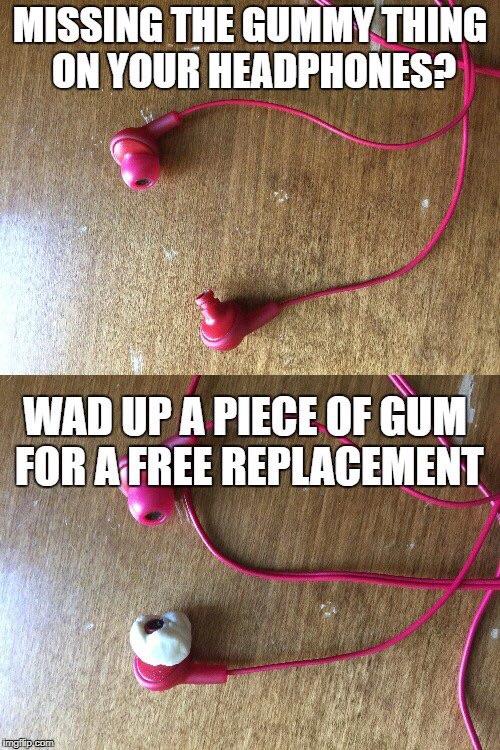 MISSING THE GUMMY THING
ON YOUR HEADPHONES?
WAD UP A PIECE OF GUM
FOR A FREE REPLACEMENT
imgflip.com